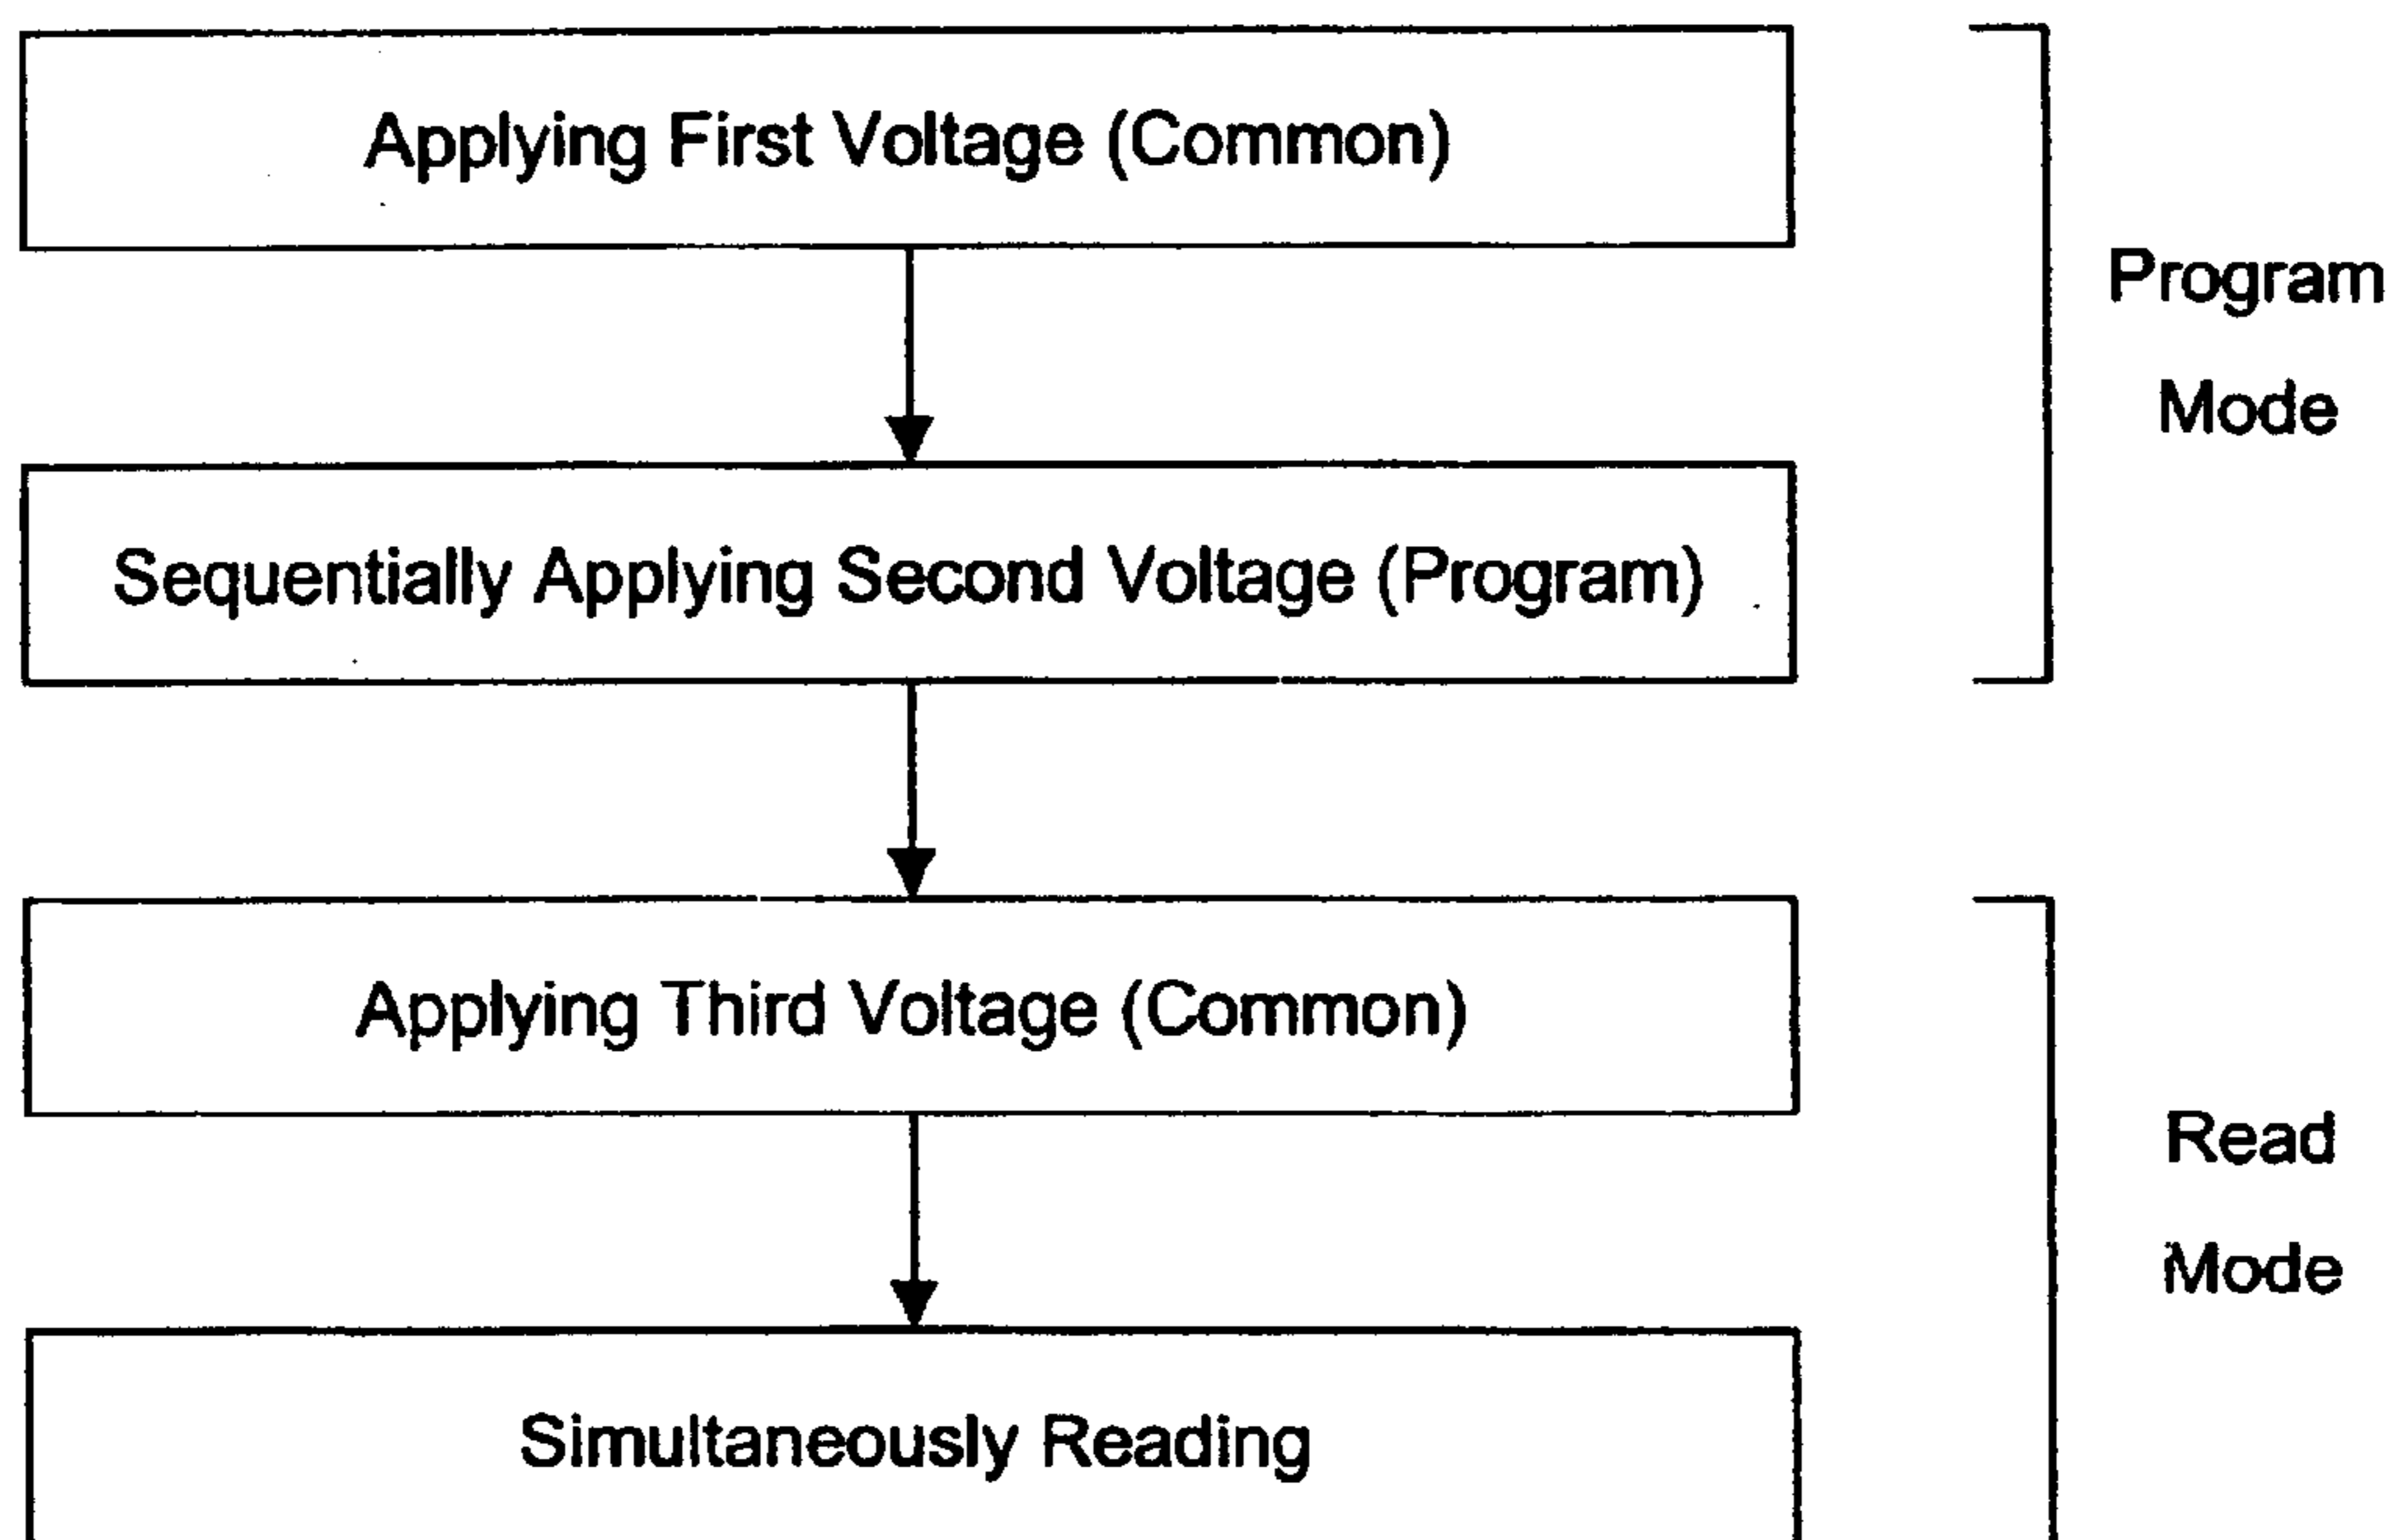 Applying First Voltage (Common)
Program
Mode
Sequentially Applying Second Voltage (Program)
Applying Third Voltage (Common)
Read
Mode
Simultaneously Reading